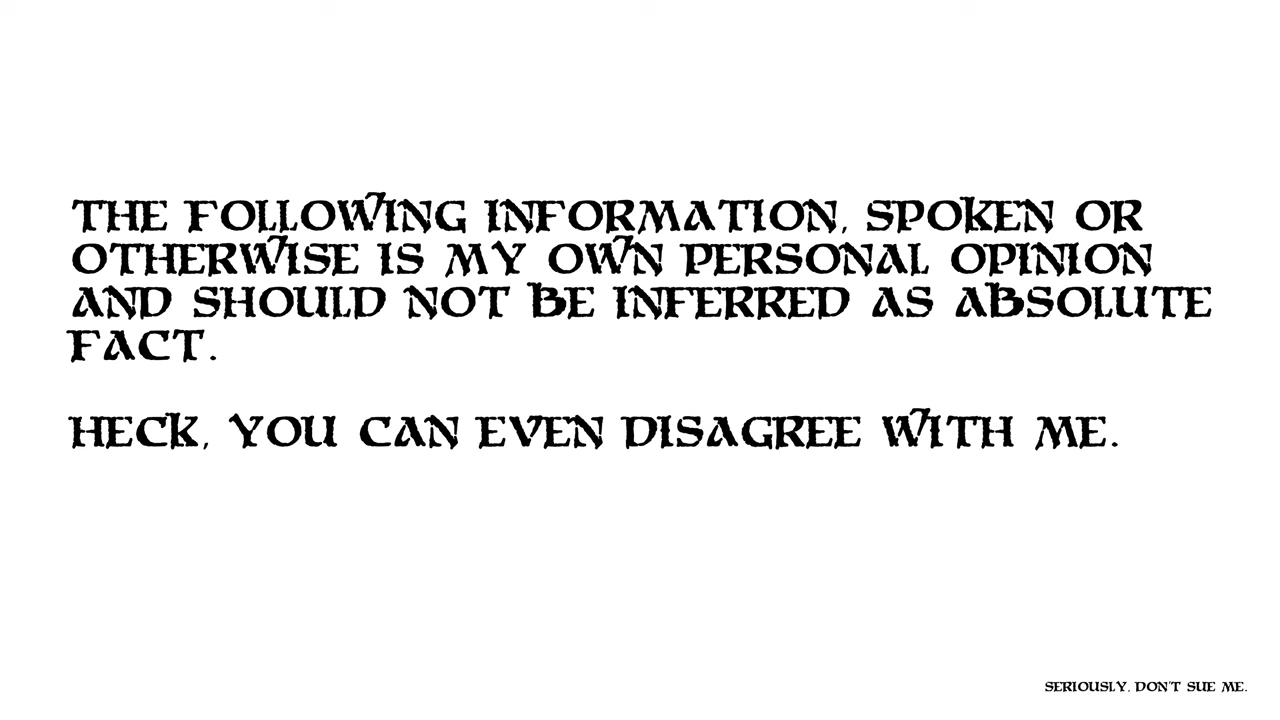 THE FOLLOWING INFORMATION, SPOKEN OR
OTHERWISE IS MY OWN PERSONAL OPINION
AND SHOULD NOT BE INFERRED AS ABSOLUTE
FACT.
HECK, YOU CAN EVEN DISAGREE WITH ME.
SERIOUSLY, DON'T SUE ME.